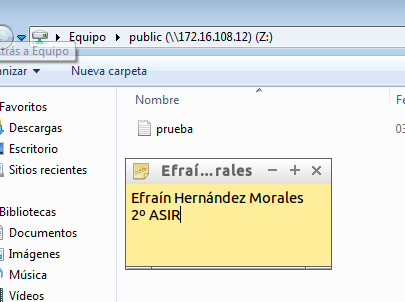 Equipo ▸ public (\\172.16.108.12) (Z:)
trás a Equipo
anizar Nueva carpeta
Favoritos
Descargas
Escritorio
Sitios recientes
Bibliotecas
Documentos
Imágenes
Música
Vídeos
Nombre Fe
prueba 03
Efraí...rales
Efraín Hernández Morales
2º ASIR